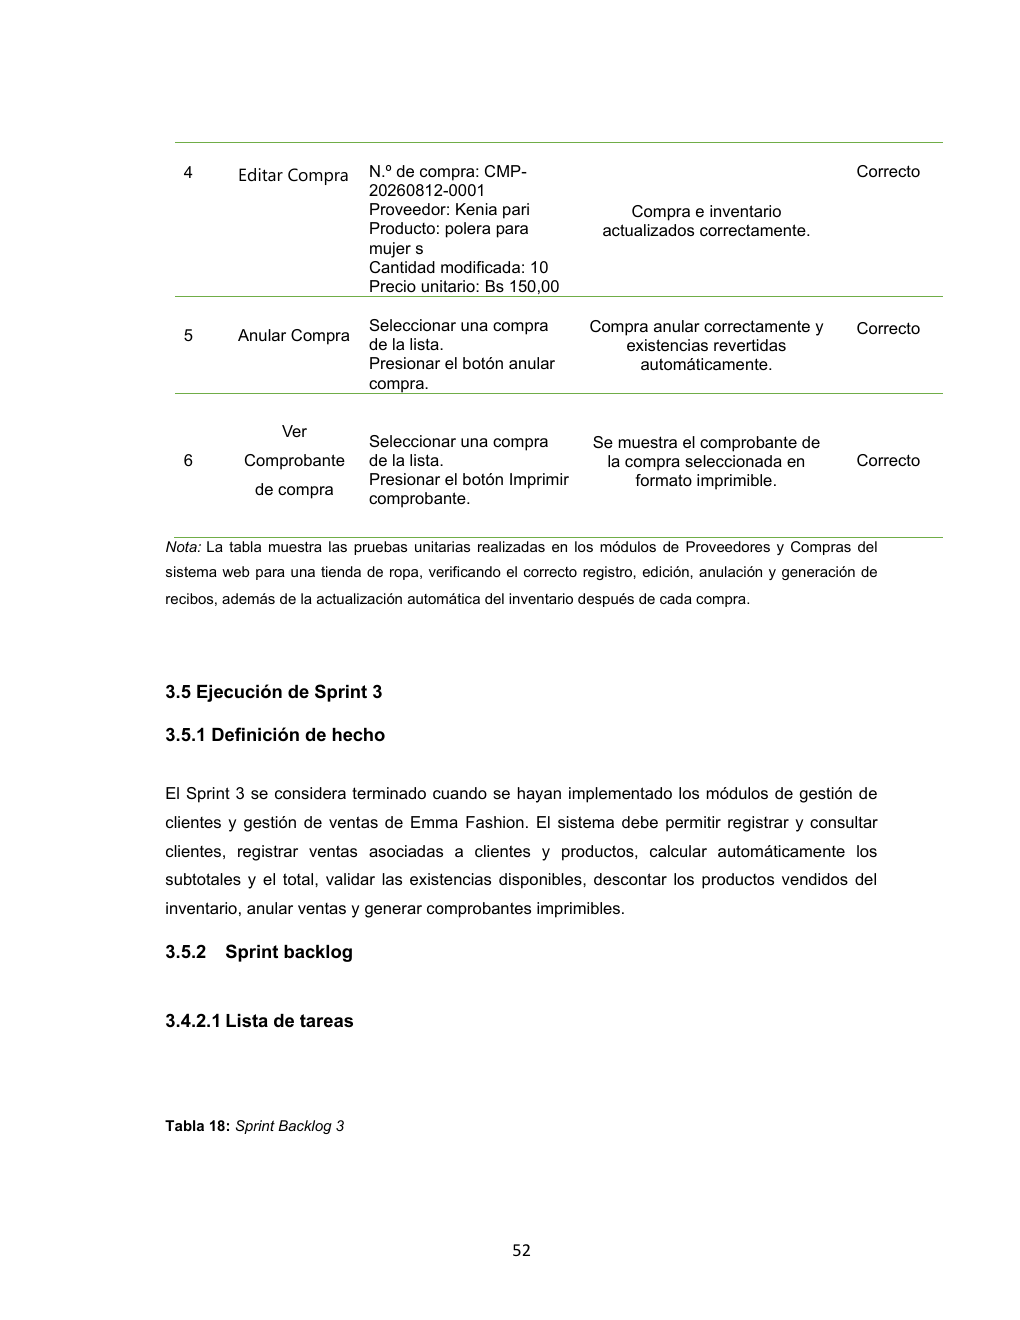 4
Editar Compra
N.º de compra: CMP-
20260812-0001
Proveedor: Kenia pari
Producto: polera para
mujer s
Cantidad modificada: 10
Precio unitario: Bs 150,00
Compra e inventario
actualizados correctamente.
Correcto
5
Anular Compra
Seleccionar una compra
de la lista.
Presionar el botón anular
compra.
Compra anular correctamente y
existencias revertidas
automáticamente.
Correcto
6
Ver
Comprobante
de compra
Seleccionar una compra
de la lista.
Presionar el botón Imprimir
comprobante.
Se muestra el comprobante de
la compra seleccionada en
formato imprimible.
Correcto
Nota: La tabla muestra las pruebas unitarias realizadas en los módulos de Proveedores y Compras del
sistema web para una tienda de ropa, verificando el correcto registro, edición, anulación y generación de
recibos, además de la actualización automática del inventario después de cada compra.
3.5 Ejecución de Sprint 3
3.5.1 Definición de hecho
El Sprint 3 se considera terminado cuando se hayan implementado los módulos de gestión de
clientes y gestión de ventas de Emma Fashion. El sistema debe permitir registrar y consultar
clientes, registrar ventas asociadas a clientes y productos, calcular automáticamente los
subtotales y el total, validar las existencias disponibles, descontar los productos vendidos del
inventario, anular ventas y generar comprobantes imprimibles.
3.5.2 Sprint backlog
3.4.2.1 Lista de tareas
Tabla 18: Sprint Backlog 3
52